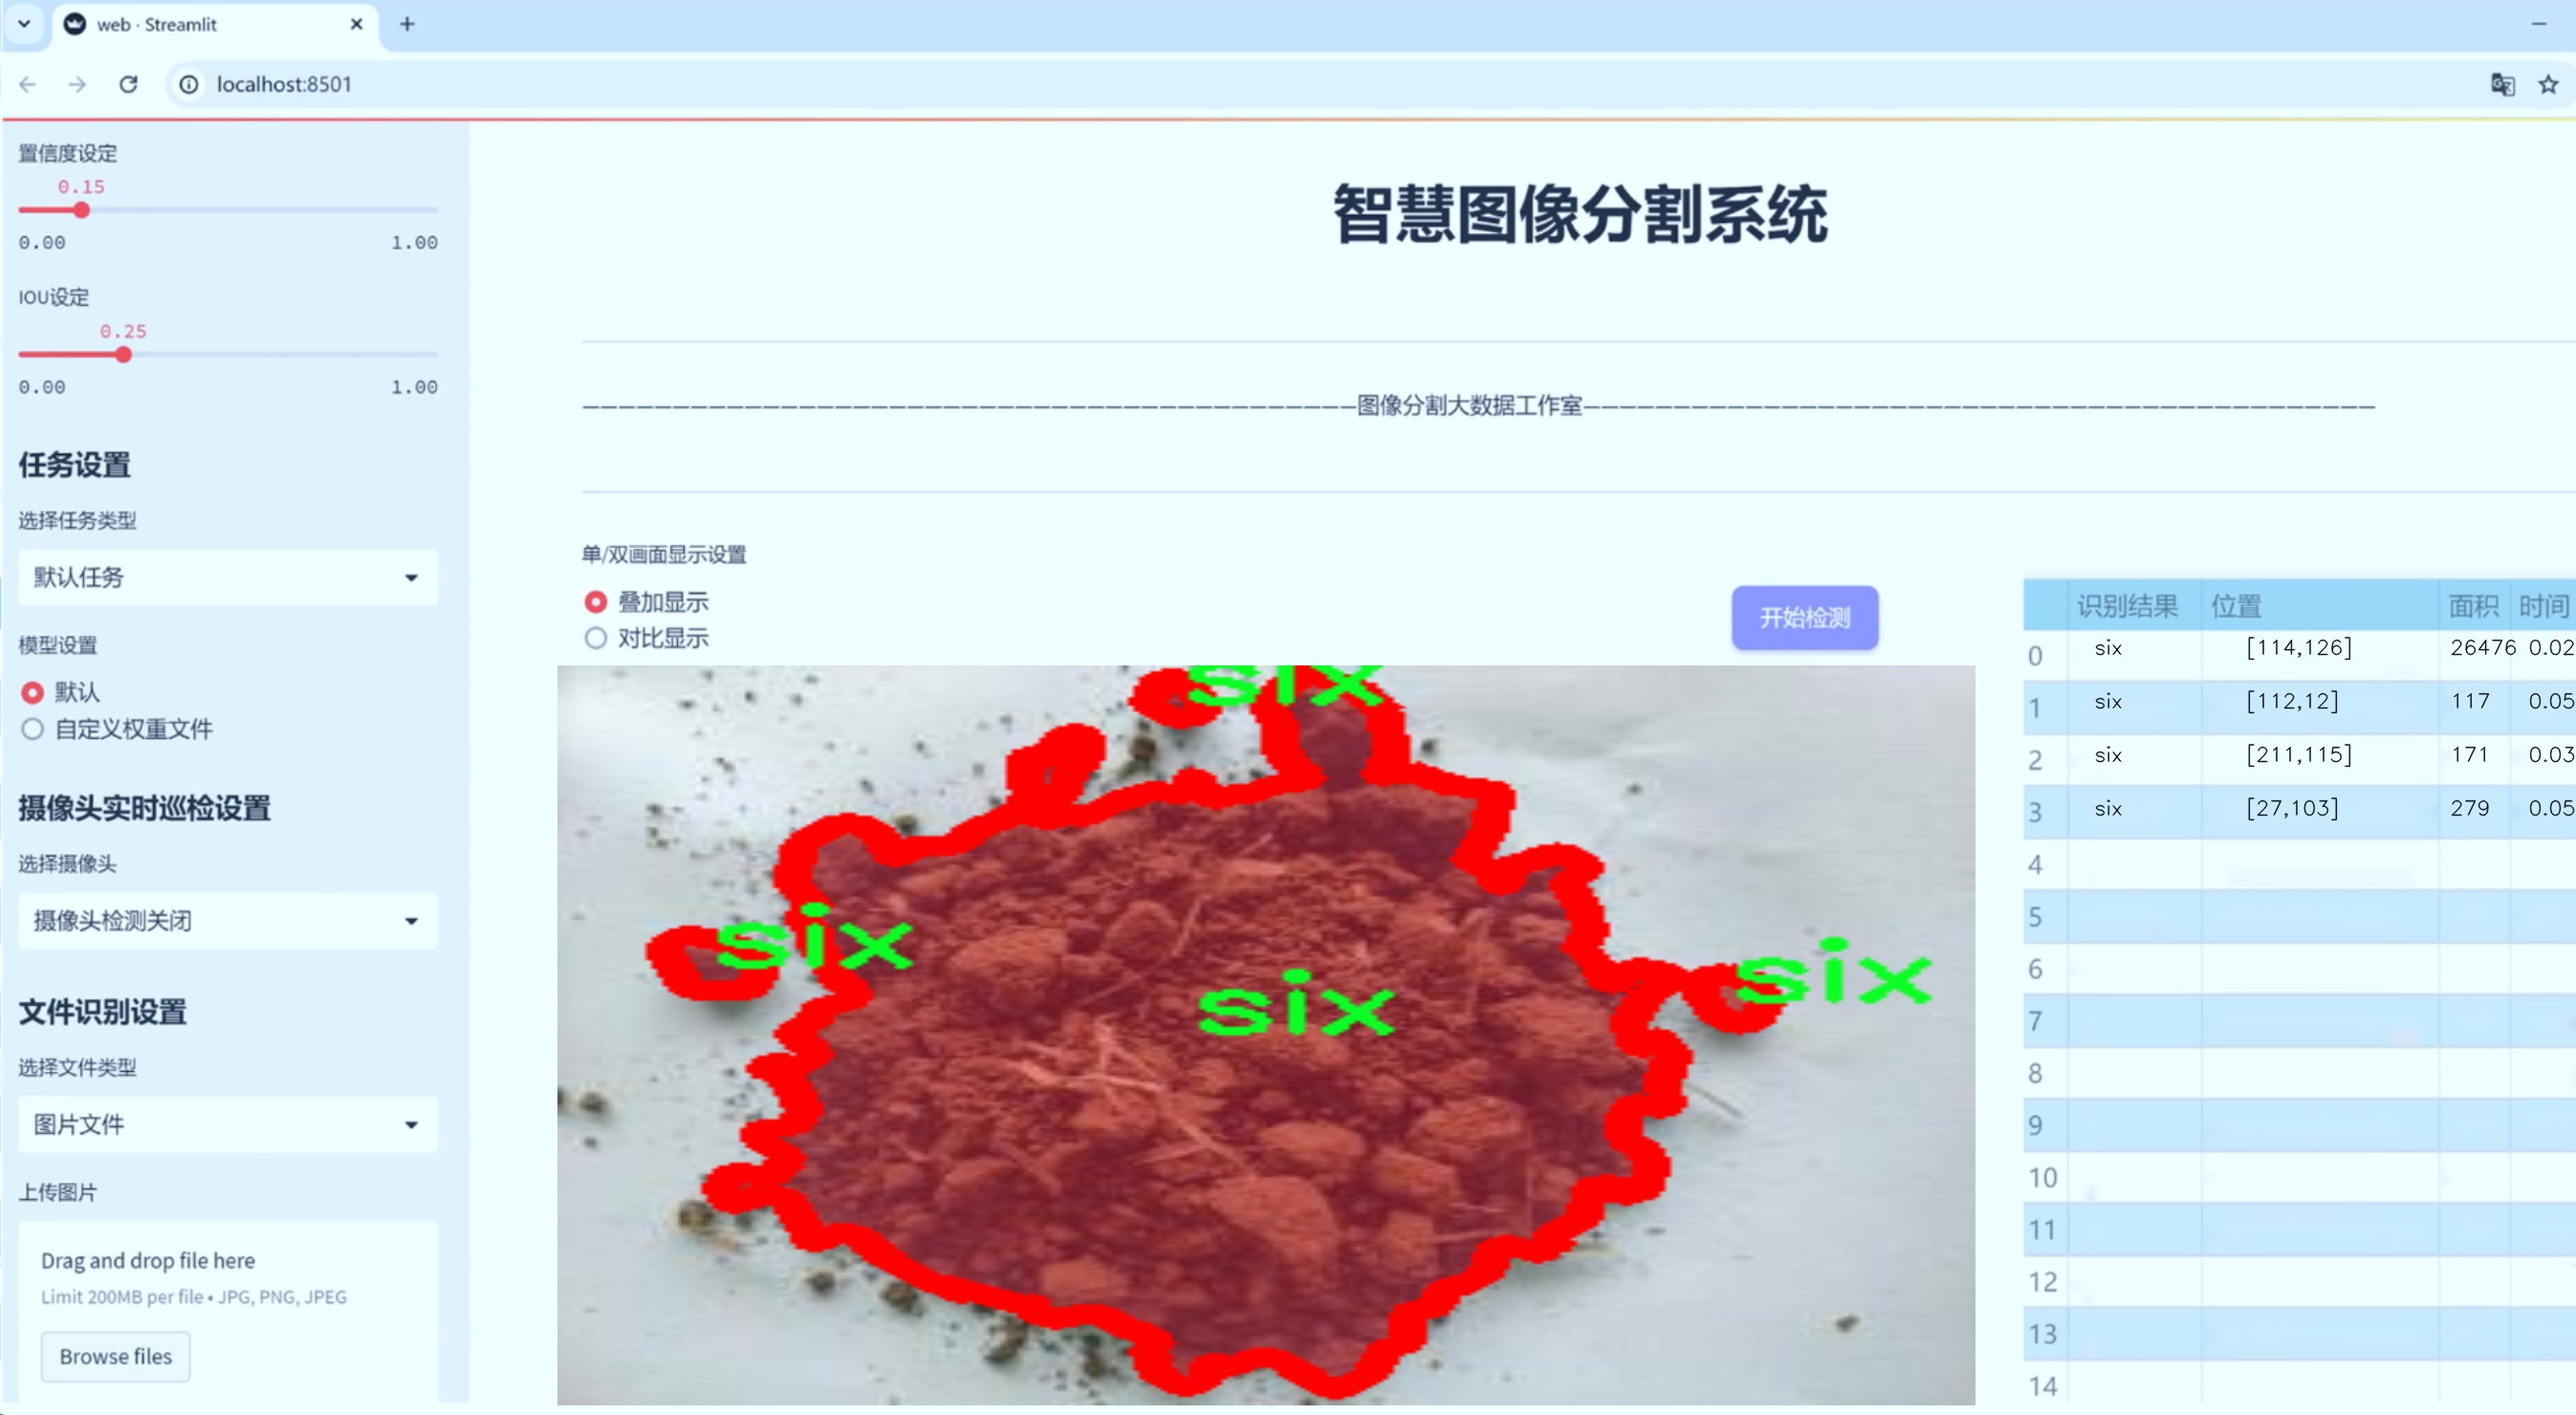 web · Streamlit
localhost:8501
置信度设定
0.15
0.00 1.00
IOU设定
0.25
0.00 1.00
任务设置
选择任务类型
默认任务
模型设置
默认
自定义权重文件
摄像头实时巡检设置
选择摄像头
摄像头检测关闭
文件识别设置
选择文件类型
图片文件
上传图片
Drag and drop file here
Limit 200MB per file • JPG, PNG, JPEG
Browse files
智慧图像分割系统
———————————————————————————————————————————图像分割大数据工作室————————————————————————————————————————————
单/双画面显示设置
叠加显示
对比显示
开始检测
six
six
six
six
识别结果 位置 面积 时间
0 six [114,126] 26476 0.02
1 six [112,12] 117 0.05
2 six [211,115] 171 0.03
3 six [27,103] 279 0.05
4
5
6
7
8
9
10
11
12
13
14